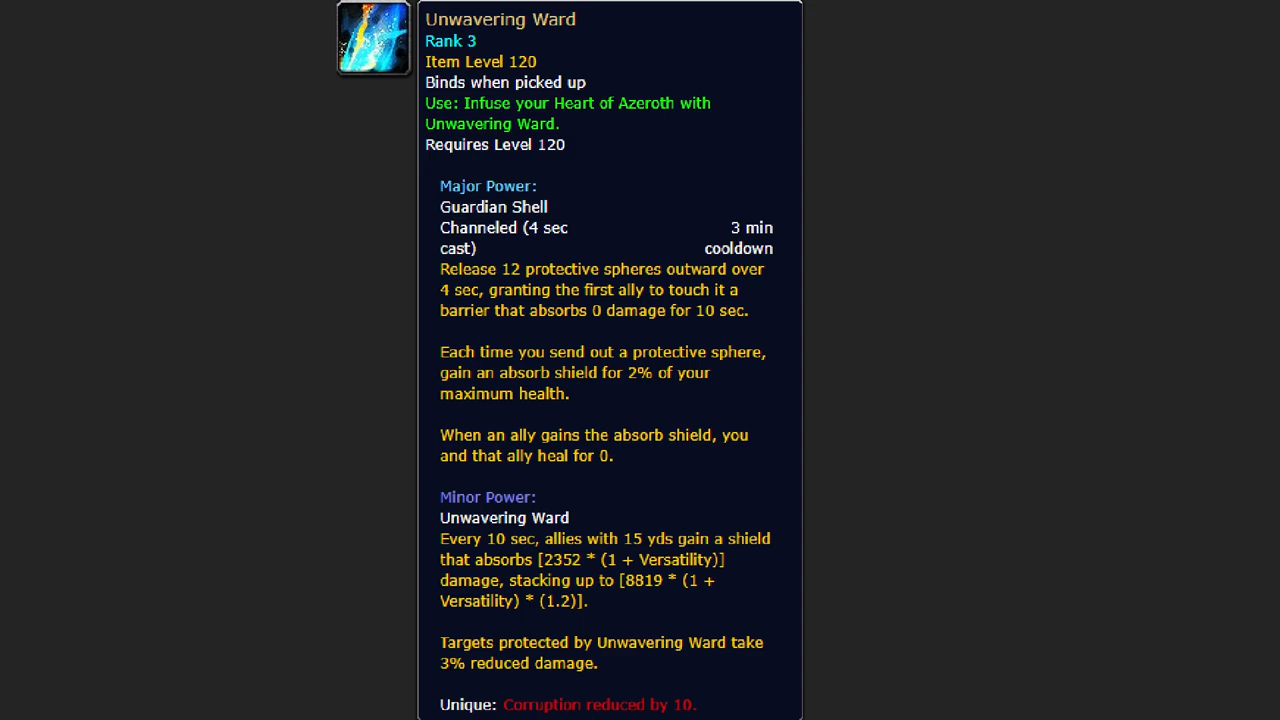 Unwavering Ward
Rank 3
Item Level 120
Binds when picked up
Use: Infuse your Heart of Azeroth with
Unwavering Ward.
Requires Level 120
Major Power:
Guardian Shell
Channeled (4 sec 3 min
cast) cooldown
Release 12 protective spheres outward over
4 sec, granting the first ally to touch it a
barrier that absorbs 0 damage for 10 sec.
Each time you send out a protective sphere,
gain an absorb shield for 2% of your
maximum health.
When an ally gains the absorb shield, you
and that ally heal for 0.
Minor Power:
Unwavering Ward
Every 10 sec, allies with 15 yds gain a shield
that absorbs [2352 * (1 + Versatility)]
damage, stacking up to [8819 * (1 +
Versatility) * (1.2)].
Targets protected by Unwavering Ward take
3% reduced damage.
Unique: Corruption reduced by 10.